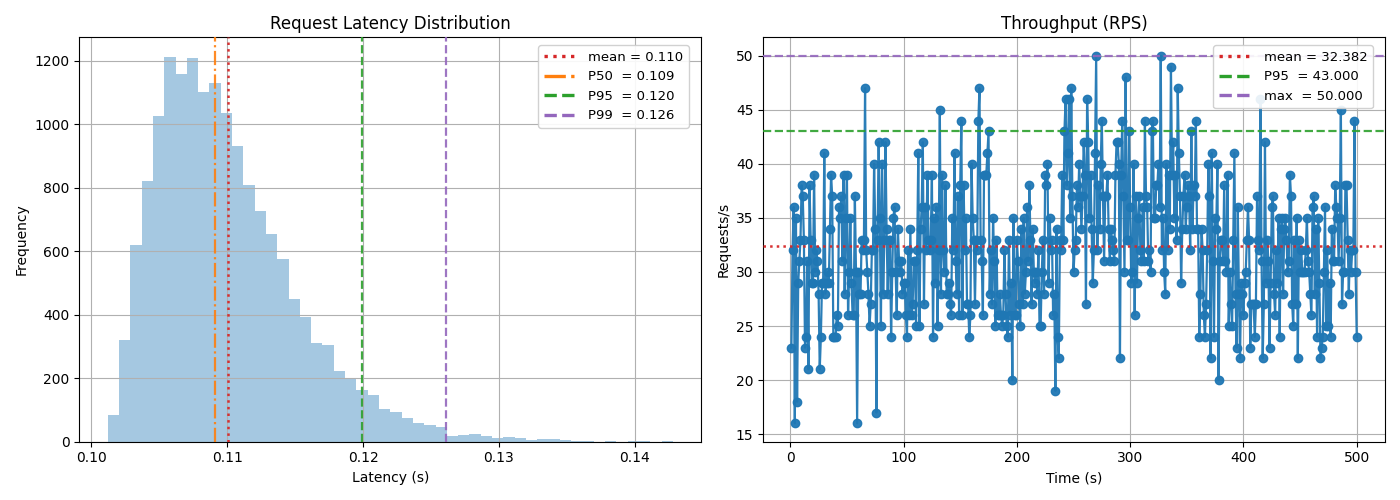 Request Latency Distribution
mean = 0.110
P50 = 0.109
P95 = 0.120
P99 = 0.126
Frequency
1200
1000
800
600
400
200
0
0.10 0.11 0.12 0.13 0.14
Latency (s)
Throughput (RPS)
mean = 32.382
P95 = 43.000
max = 50.000
Requests/s
50
45
40
35
30
25
20
15
0 100 200 300 400 500
Time (s)